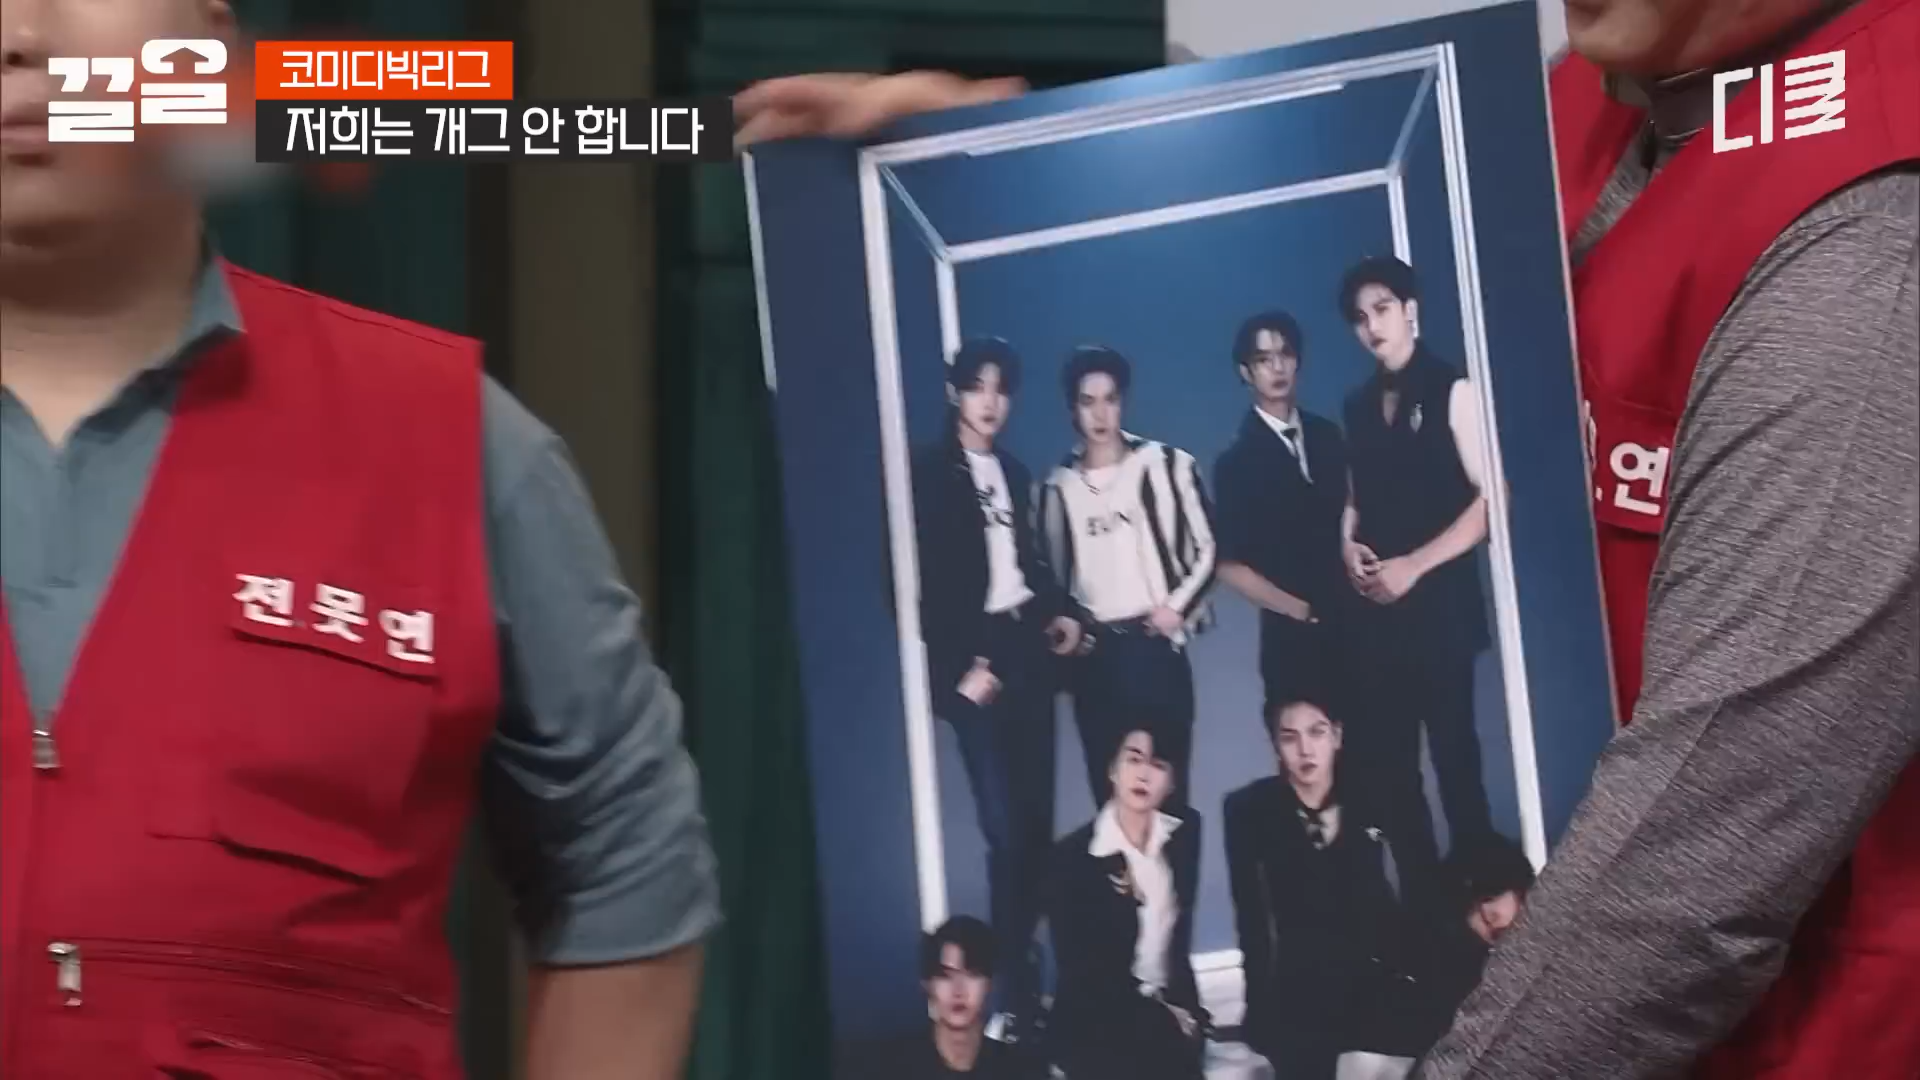 끌올
코미디빅리그
저희는 개그 안 합니다
디클
전.못연
연